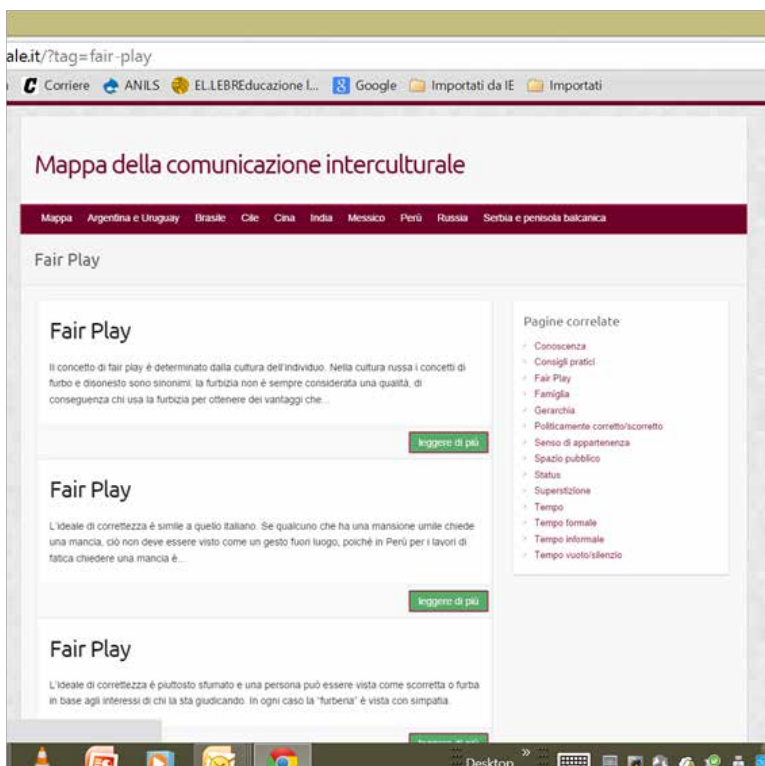 ale.it/?tag=fair-play
Corriere ANILS EL.LEBREducazione l... Google Importati da IE Importati
Mappa della comunicazione interculturale
Mappa Argentina e Uruguay Brasile Cile Cina India Messico Perù Russia Serbia e penisola balcanica
Fair Play
Fair Play
Il concetto di fair play è determinato dalla cultura dell'individuo. Nella cultura russa i concetti di
furbo e disonesto sono sinonimi: la furbizia non è sempre considerata una qualità, di
conseguenza chi usa la furbizia per ottenere dei vantaggi che...
leggere di più
Fair Play
L'ideale di correttezza è simile a quello italiano. Se qualcuno che ha una mansione umile chiede
una mancia, ciò non deve essere visto come un gesto fuori luogo, poiché in Perù per i lavori di
fatica chiedere una mancia è...
leggere di più
Fair Play
L'ideale di correttezza è piuttosto sfumato e una persona può essere vista come scorretta o furba
in base agli interessi di chi la sta giudicando. In ogni caso la "furberia" è vista con simpatia.
Pagine correlate
Conoscenza
Consigli pratici
Fair Play
Famiglia
Gerarchia
Politicamente corretto/scorretto
Senso di appartenenza
Spazio pubblico
Status
Superstizione
Tempo
Tempo formale
Tempo informale
Tempo vuoto/silenzio
Desktop